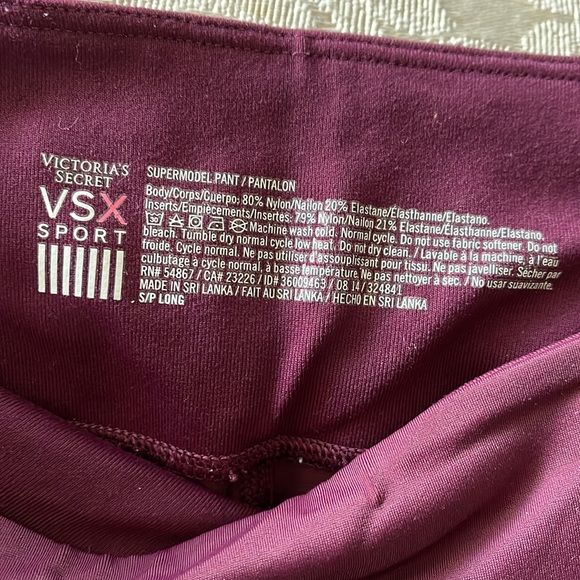 VICTORIA'S
SECRET
VSX
SPORT
SUPERMODEL PANT / PANTALON
Body/Corps/Cuerpo: 80% Nylon/Nailon 20% Elastane/Elasthanne/Elastano.
Inserts/Empiècements/Insertes: 79% Nylon/Nailon 21% Elastane/Elasthanne/Elastano.
Machine wash cold. Normal cycle. Do not use fabric softener. Do not
bleach. Tumble dry normal cycle low heat. Do not dry clean. / Lavable à la machine, à l'eau
froide. Cycle normal. Ne pas utiliser d'assouplissant pour tissu. Ne pas javelliser. Sécher par
culbutage à cycle normal, à basse température. Ne pas nettoyer à sec. / No usar suavizante.
RN# 54867 / CA# 23226 / ID# 36009463 / 08 14 / 324841
MADE IN SRI LANKA / FAIT AU SRI LANKA / HECHO EN SRI LANKA
S/P LONG